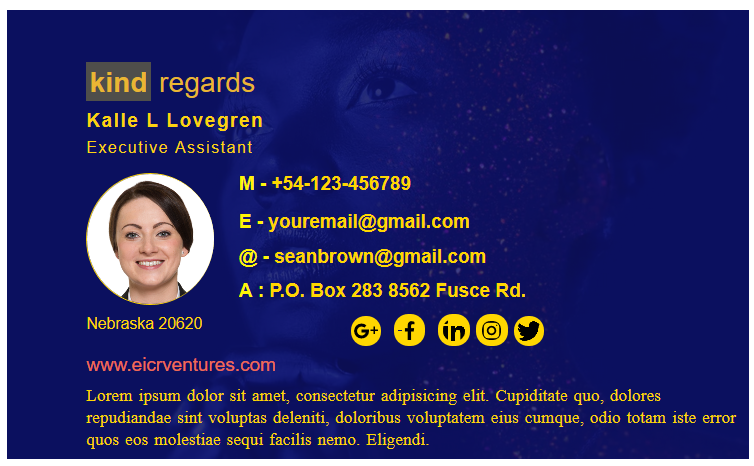 kind regards
Kalle L Lovegren
Executive Assistant
M - +54-123-456789
E - youremail@gmail.com
@ - seanbrown@gmail.com
A : P.O. Box 283 8562 Fusce Rd.
Nebraska 20620
G+ f in
www.eicrventures.com
Lorem ipsum dolor sit amet, consectetur adipisicing elit. Cupiditate quo, dolores
repudiandae sint voluptas deleniti, doloribus voluptatem eius cumque, odio totam iste error
quos eos molestiae sequi facilis nemo. Eligendi.